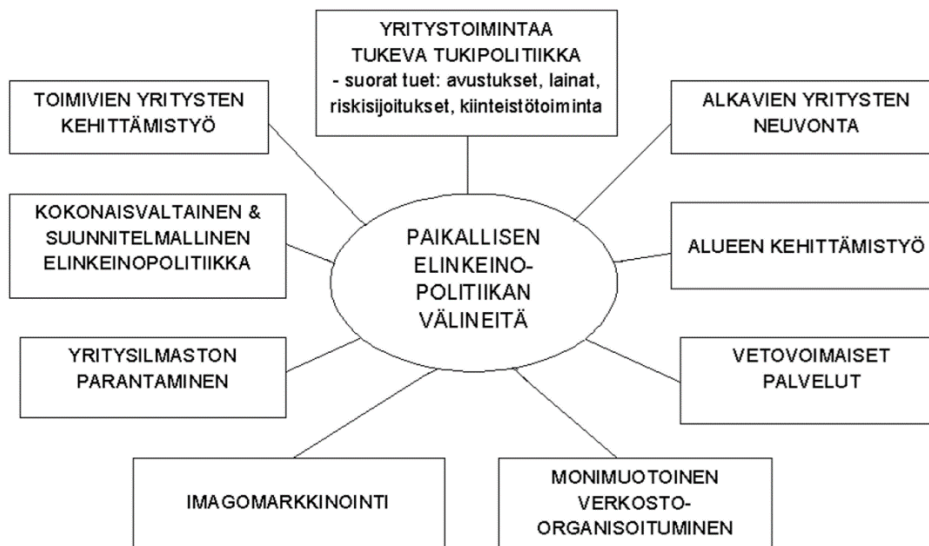 YRITYSTOIMINTAA
TUKEVA TUKIPOLITIIKKA
- suorat tuet: avustukset, lainat,
riskisijoitukset, kiinteistötoiminta
TOIMIVIEN YRITYSTEN
KEHITTÄMISTYÖ
ALKAVIEN YRITYSTEN
NEUVONTA
KOKONAISVALTAINEN &
SUUNNITELMALLINEN
ELINKEINOPOLITIIKKA
PAIKALLISEN
ELINKEINO-
POLITIIKAN
VÄLINEITÄ
ALUEEN KEHITTÄMISTYÖ
YRITYSILMASTON
PARANTAMINEN
VETOVOIMAISET
PALVELUT
IMAGOMARKKINOINTI
MONIMUOTOINEN
VERKOSTO-
ORGANISOITUMINEN